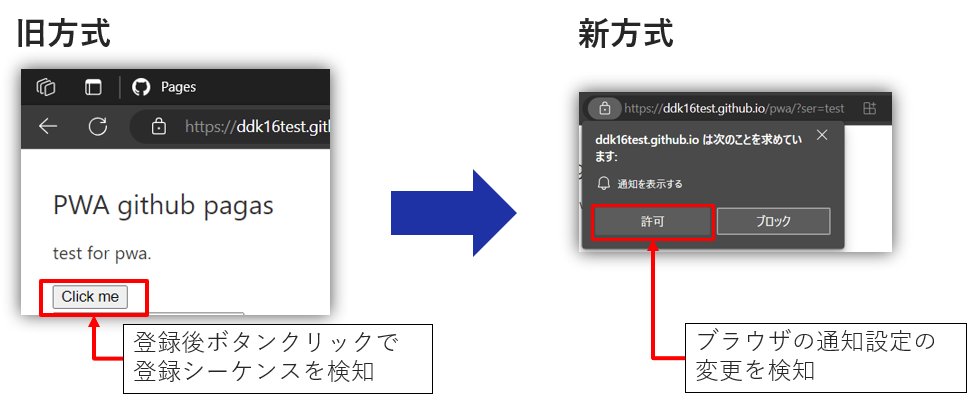 旧方式
Pages
https://ddk16test.gitl
PWA github pagas
test for pwa.
Click me
登録後ボタンクリックで
登録シーケンスを検知
新方式
https://ddk16test.github.io/pwa/?ser=test
ddk16test.github.io は次のことを求めてい
ます:
通知を表示する
許可
ブロック
ブラウザの通知設定の
変更を検知